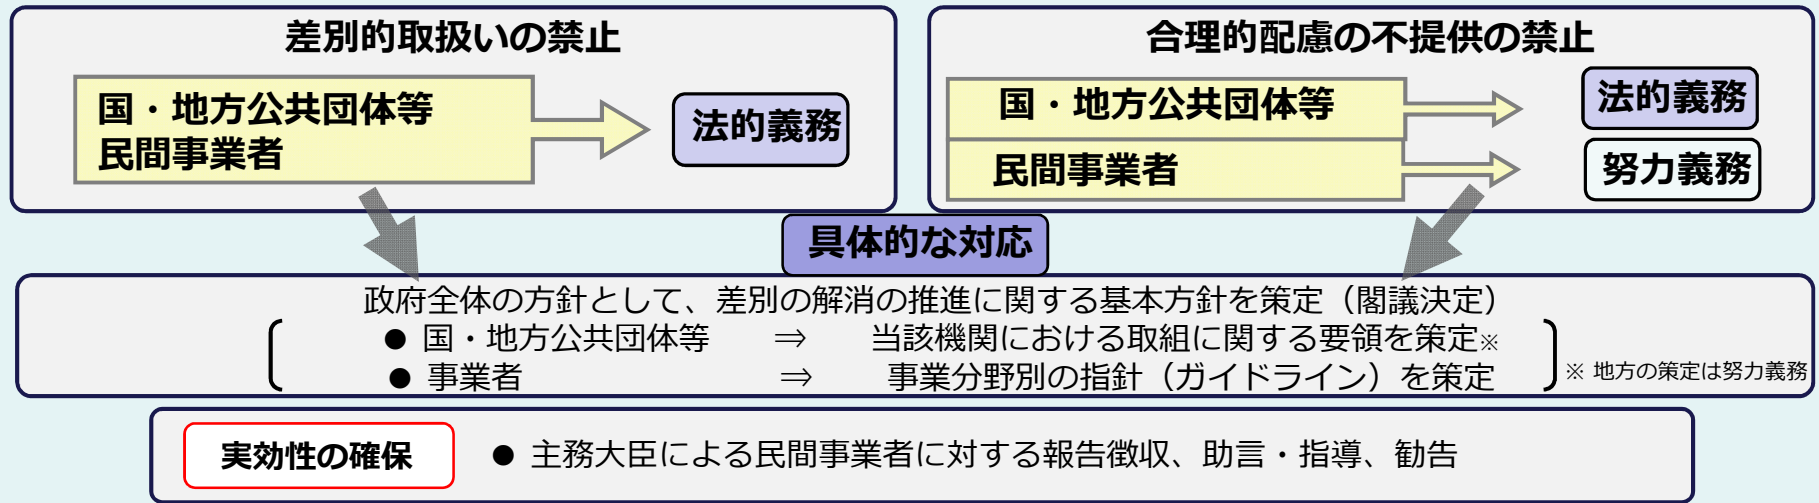 差別的取扱いの禁止
国・地方公共団体等
民間事業者
法的義務
合理的配慮の不提供の禁止
国・地方公共団体等
法的義務
民間事業者
努力義務
具体的な対応
政府全体の方針として、差別の解消の推進に関する基本方針を策定（閣議決定）
● 国・地方公共団体等 ⇒ 当該機関における取組に関する要領を策定※
● 事業者 ⇒ 事業分野別の指針（ガイドライン）を策定
※ 地方の策定は努力義務
実効性の確保
● 主務大臣による民間事業者に対する報告徴収、助言・指導、勧告